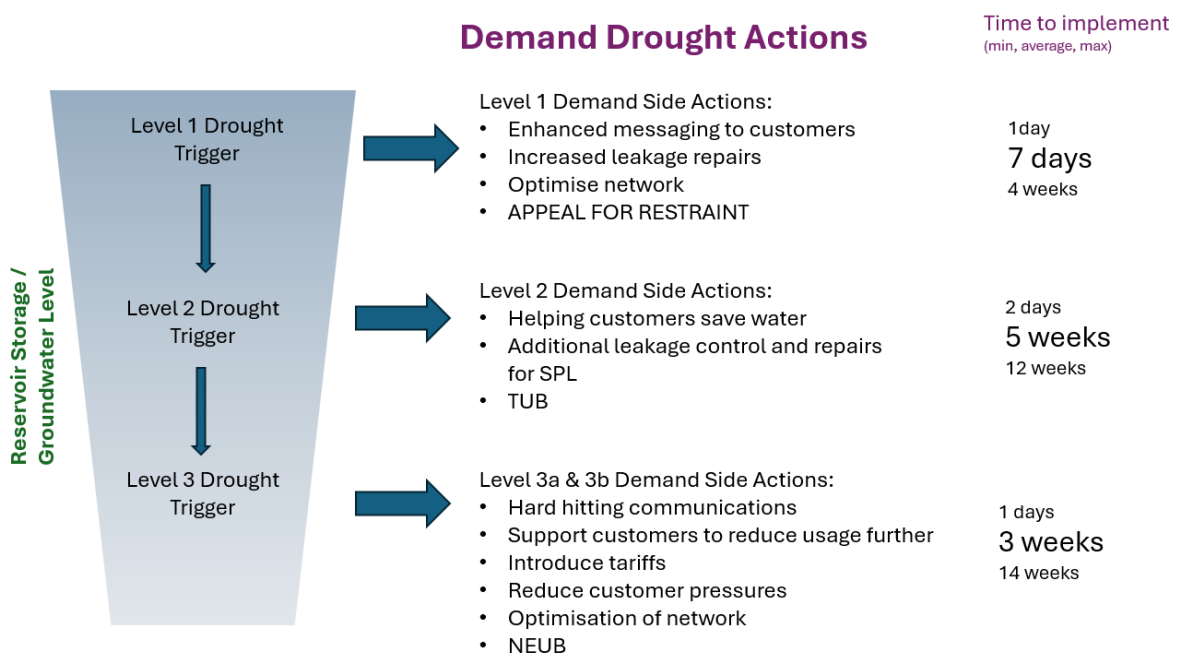 Demand Drought Actions
Time to implement
(min, average, max)
Reservoir Storage /
Groundwater Level
Level 1 Drought
Trigger
Level 1 Demand Side Actions:
• Enhanced messaging to customers
• Increased leakage repairs
• Optimise network
• APPEAL FOR RESTRAINT
1day
7 days
4 weeks
Level 2 Drought
Trigger
Level 2 Demand Side Actions:
• Helping customers save water
• Additional leakage control and repairs
for SPL
• TUB
2 days
5 weeks
12 weeks
Level 3 Drought
Trigger
Level 3a & 3b Demand Side Actions:
• Hard hitting communications
• Support customers to reduce usage further
• Introduce tariffs
• Reduce customer pressures
• Optimisation of network
• NEUB
1 days
3 weeks
14 weeks